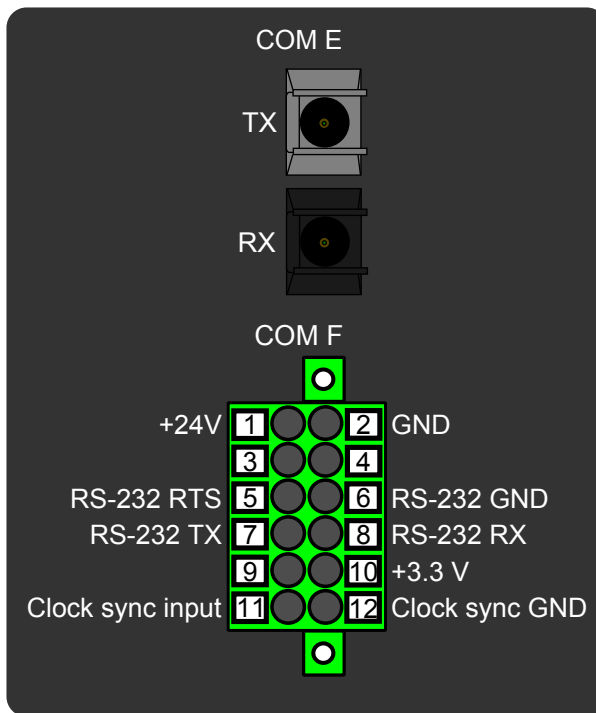 COM E
TX
RX
COM F
+24V 1 2 GND
3 4
RS-232 RTS 5 6 RS-232 GND
RS-232 TX 7 8 RS-232 RX
9 10 +3.3 V
Clock sync input 11 12 Clock sync GND